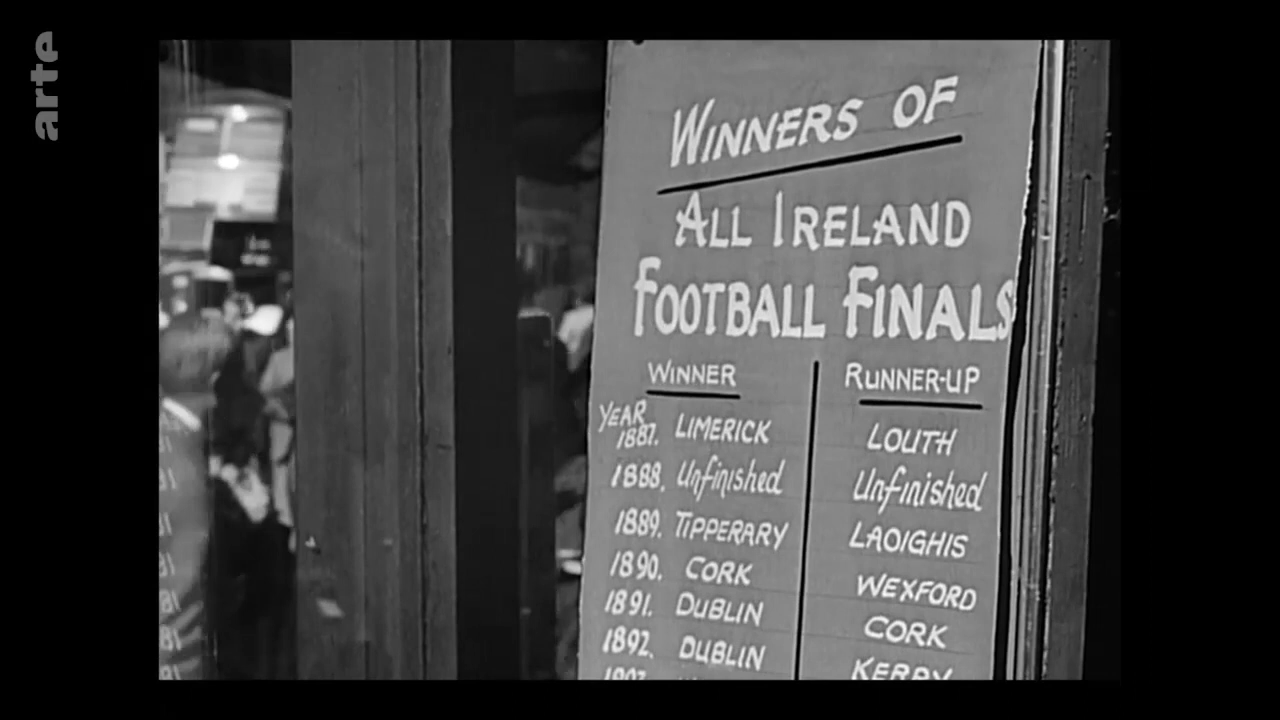 arte
WINNERS OF
ALL IRELAND
FOOTBALL FINALS
WINNER RUNNER-UP
YEAR
1887. LIMERICK LOUTH
1888. Unfinished Unfinished
1889. TIPPERARY LAOIGHIS
1890. CORK WEXFORD
1891. DUBLIN CORK
1892. DUBLIN KERRY